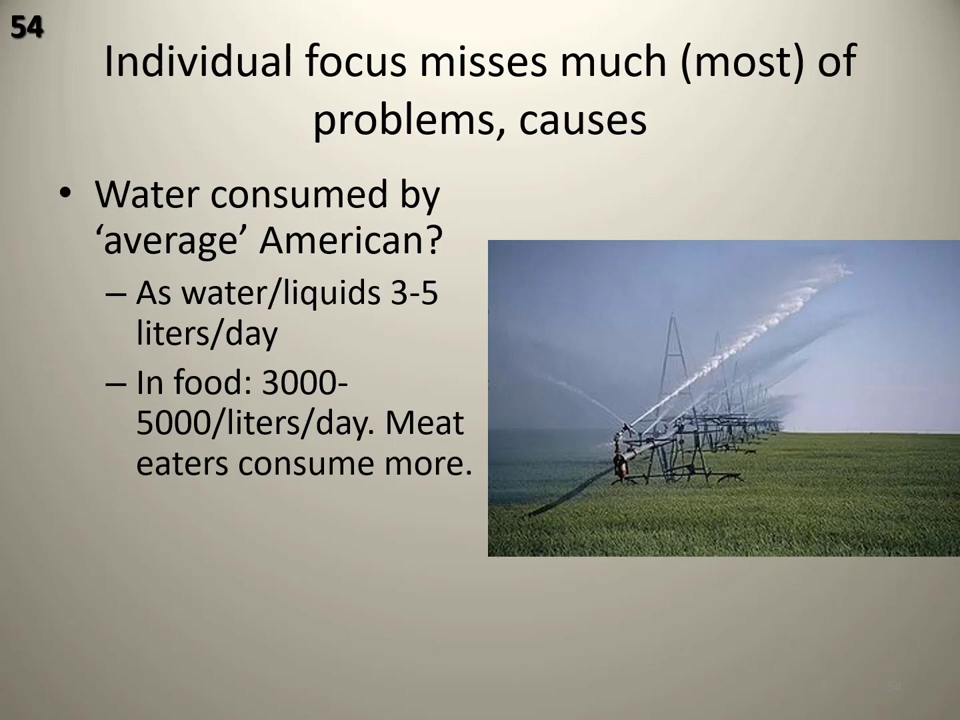 54
Individual focus misses much (most) of
problems, causes
• Water consumed by
‘average’ American?
– As water/liquids 3-5
liters/day
– In food: 3000-
5000/liters/day. Meat
eaters consume more.
54